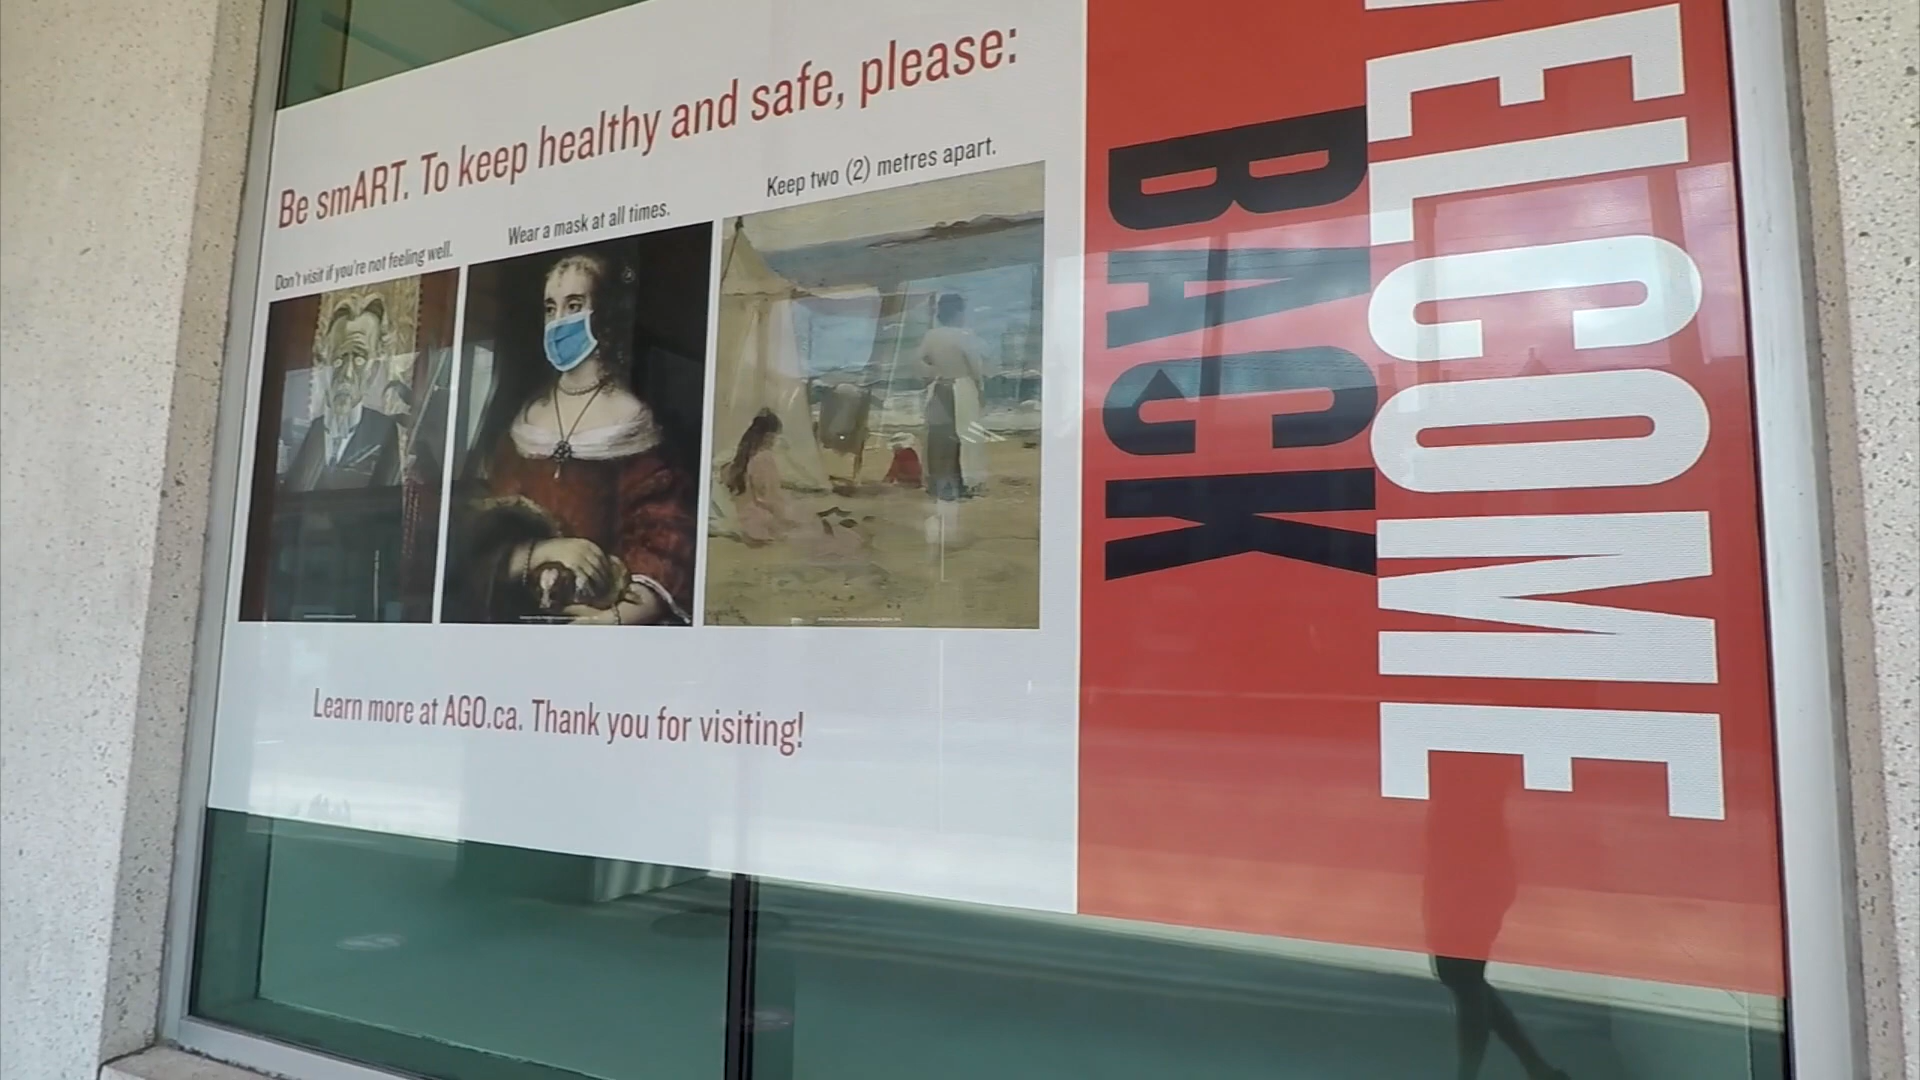 Be smART. To keep healthy and safe, please:
Don't visit if you're not feeling well.
Wear a mask at all times.
Keep two (2) metres apart.
Learn more at AGO.ca. Thank you for visiting!
WELCOME
BACK